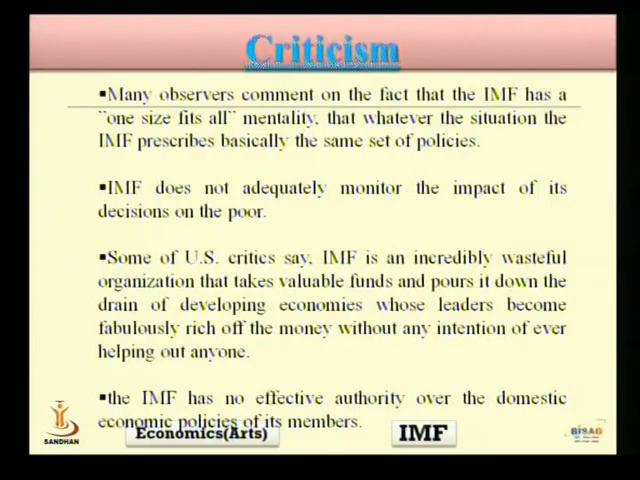 Criticism
▪Many observers comment on the fact that the IMF has a
``one size fits all'' mentality, that whatever the situation the
IMF prescribes basically the same set of policies.
▪IMF does not adequately monitor the impact of its
decisions on the poor.
▪Some of U.S. critics say, IMF is an incredibly wasteful
organization that takes valuable funds and pours it down the
drain of developing economies whose leaders become
fabulously rich off the money without any intention of ever
helping out anyone.
▪the IMF has no effective authority over the domestic
economic policies of its members.
SANDHAN
Economics(Arts)
IMF
BISAG